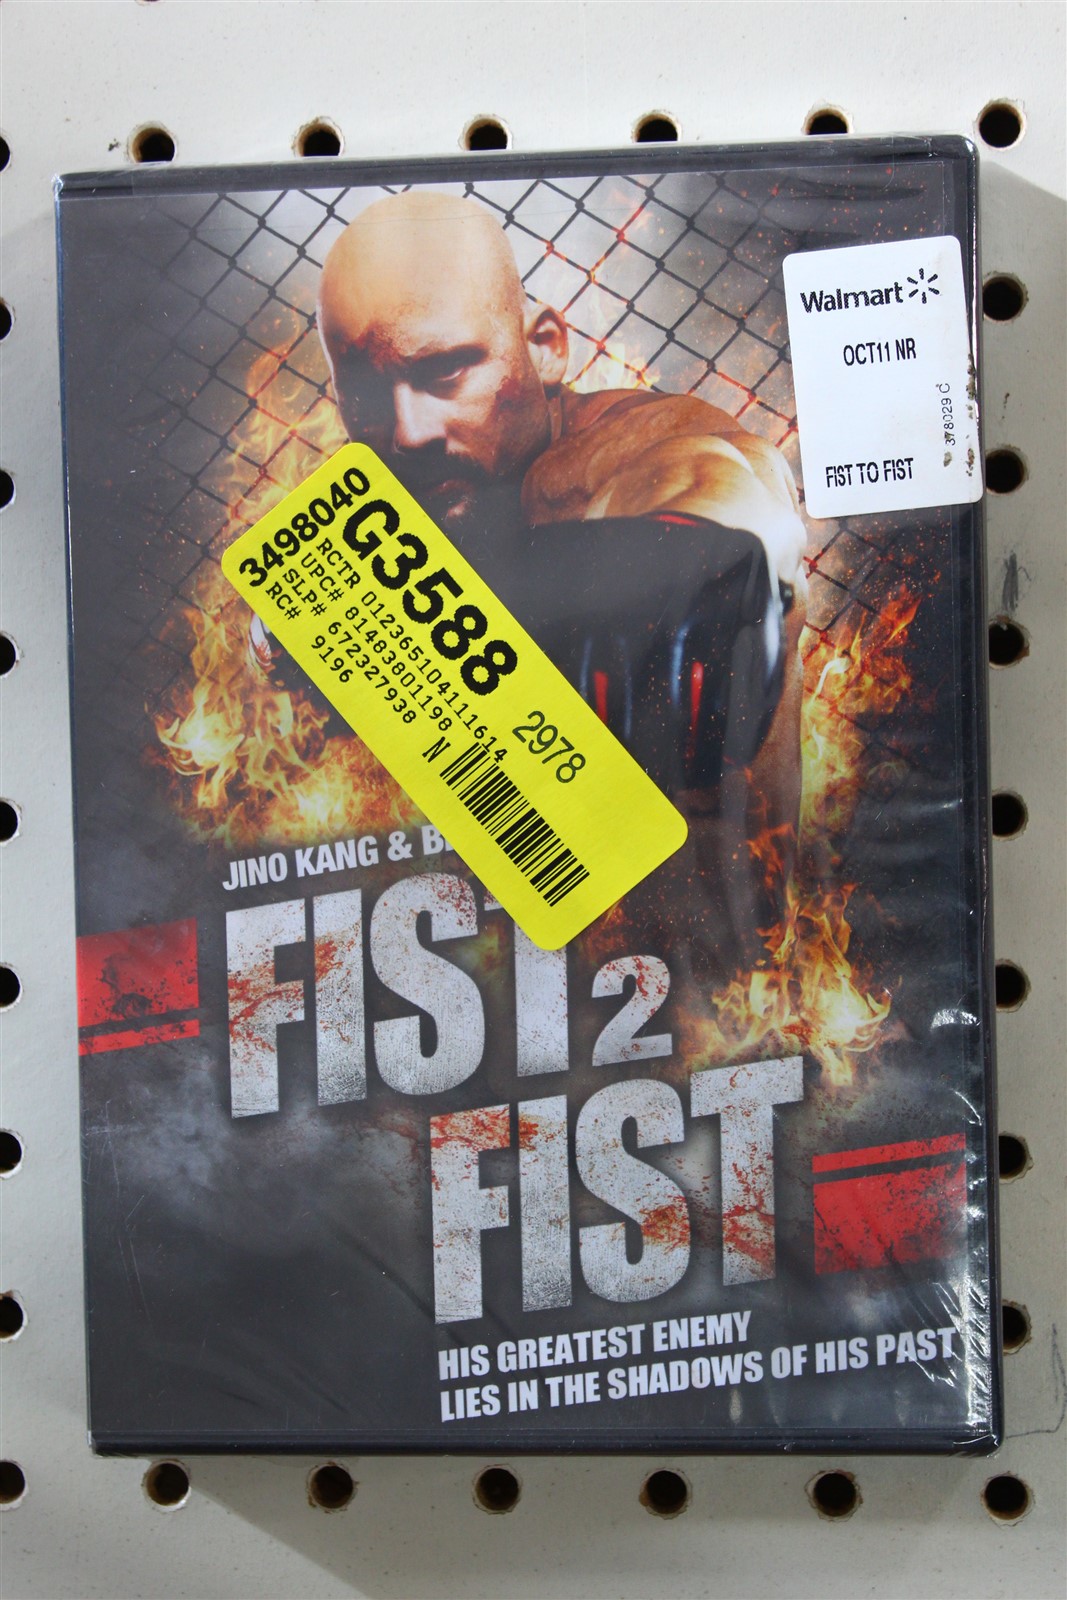 Walmart
OCT11 NR
378029 C
FIST TO FIST
3498040
G3588
RCTR 012365104111614
UPC# 81483801198
SLP# 672327938
RC# 9196
2978
N
JINO KANG &
FIST
2
FIST
HIS GREATEST ENEMY
LIES IN THE SHADOWS OF HIS PAST